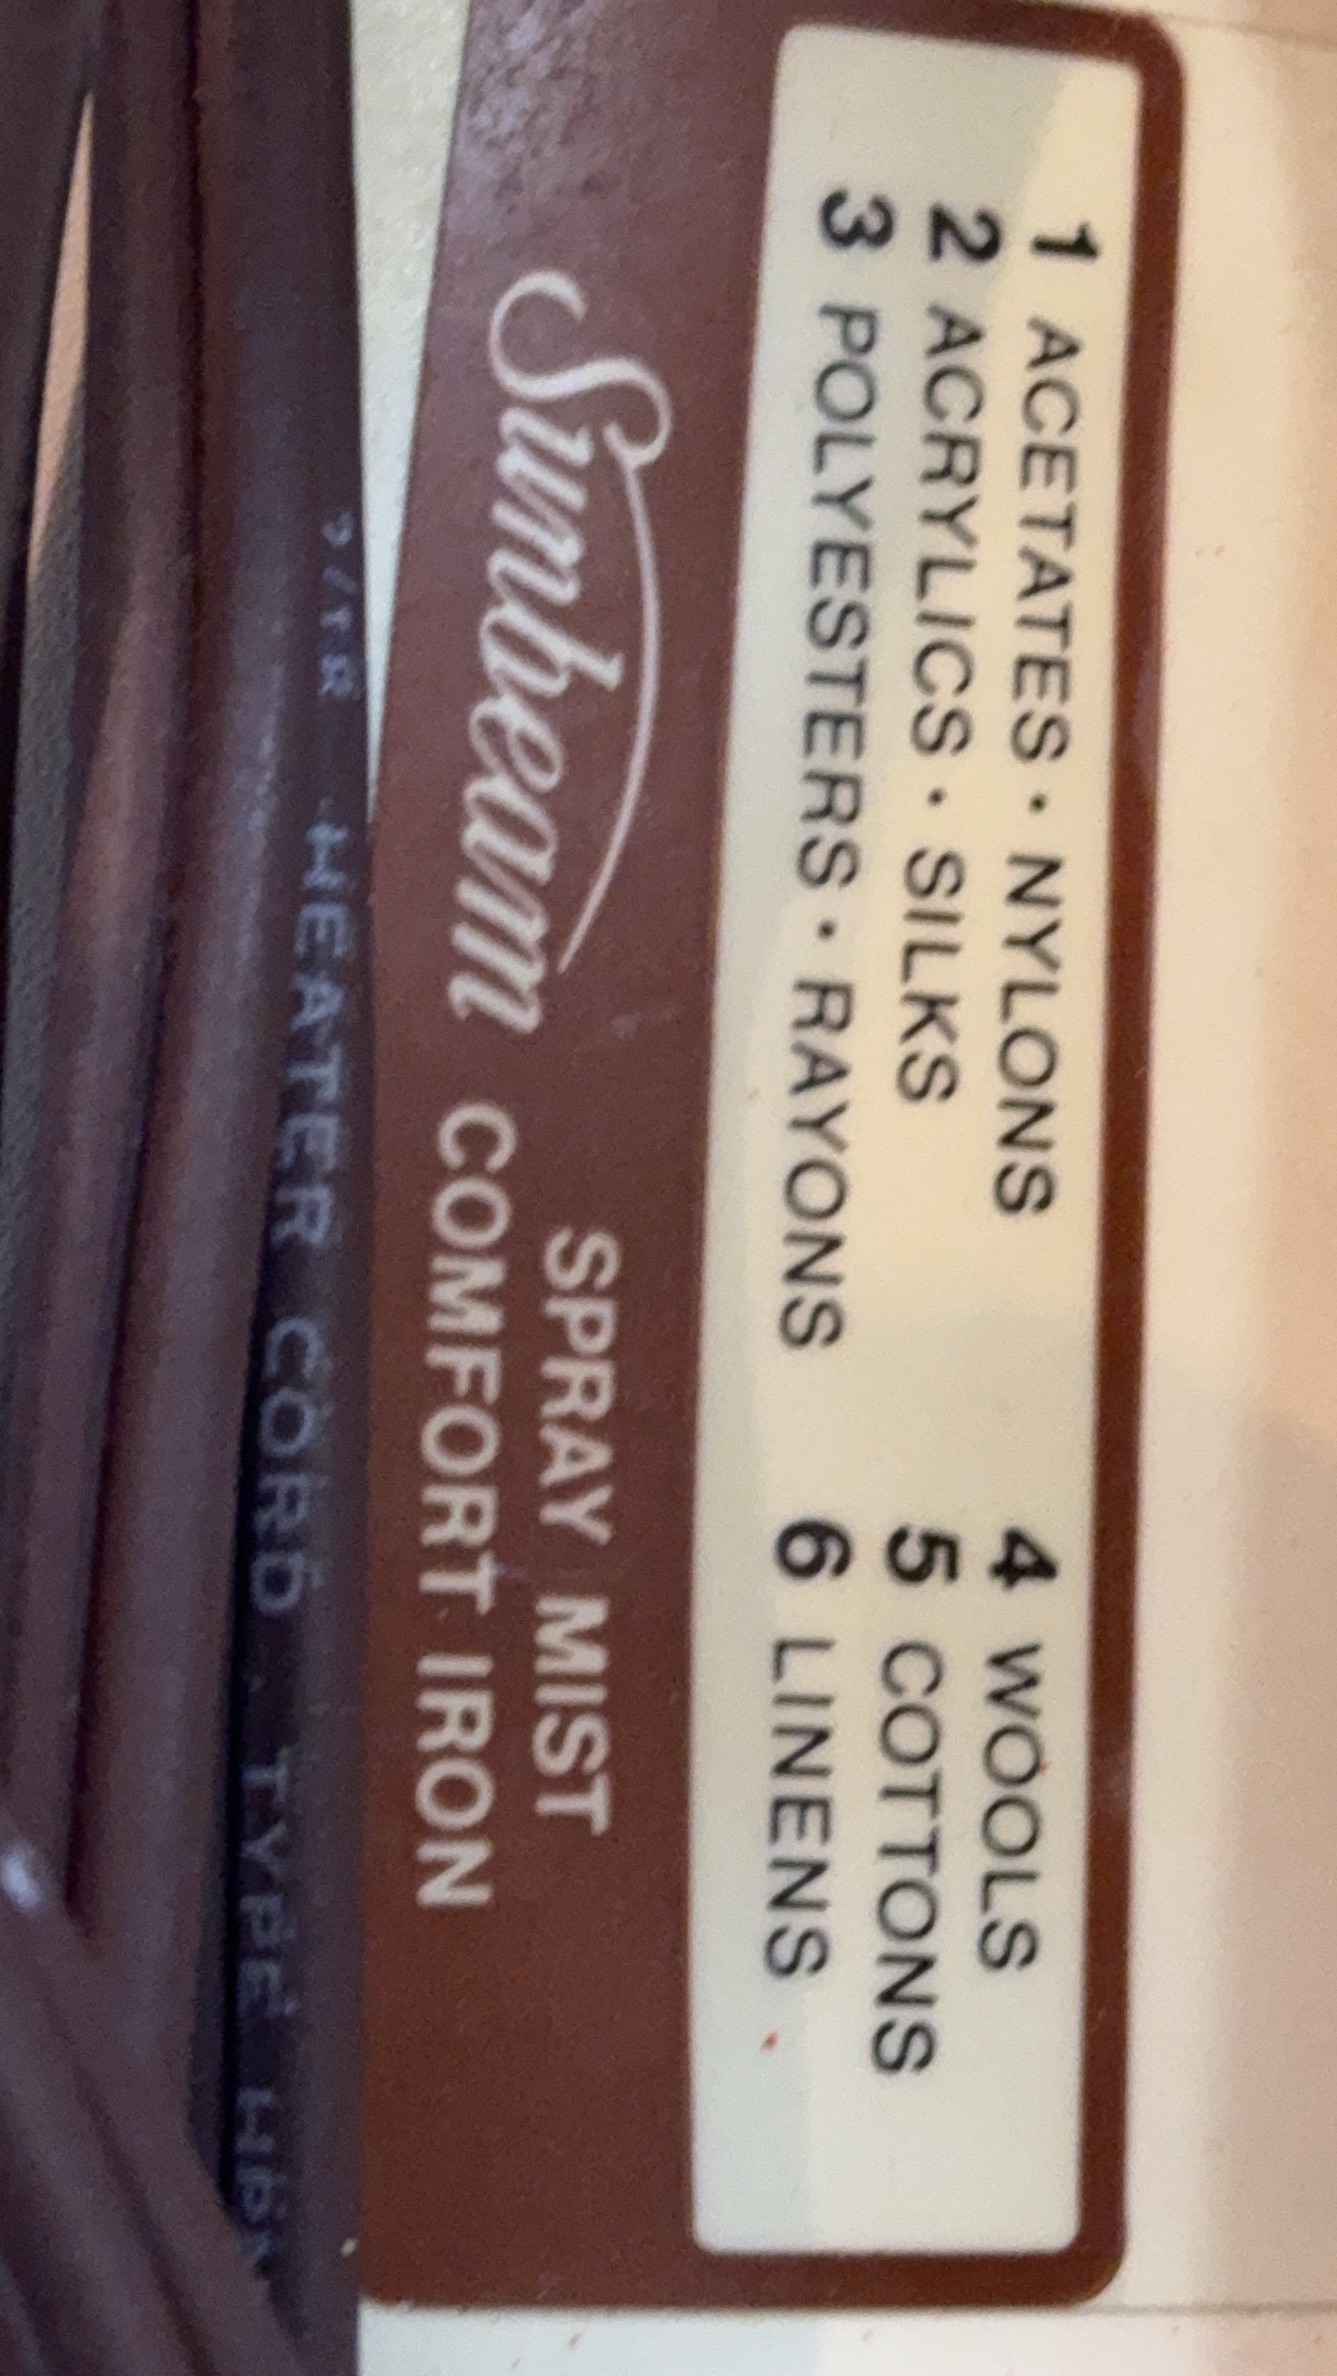 1 ACETATES · NYLONS
2 ACRYLICS · SILKS
3 POLYESTERS · RAYONS
4 WOOLS
5 COTTONS
6 LINENS
Sunbeam
SPRAY MIST
COMFORT IRON
HEATER CORD TYPE